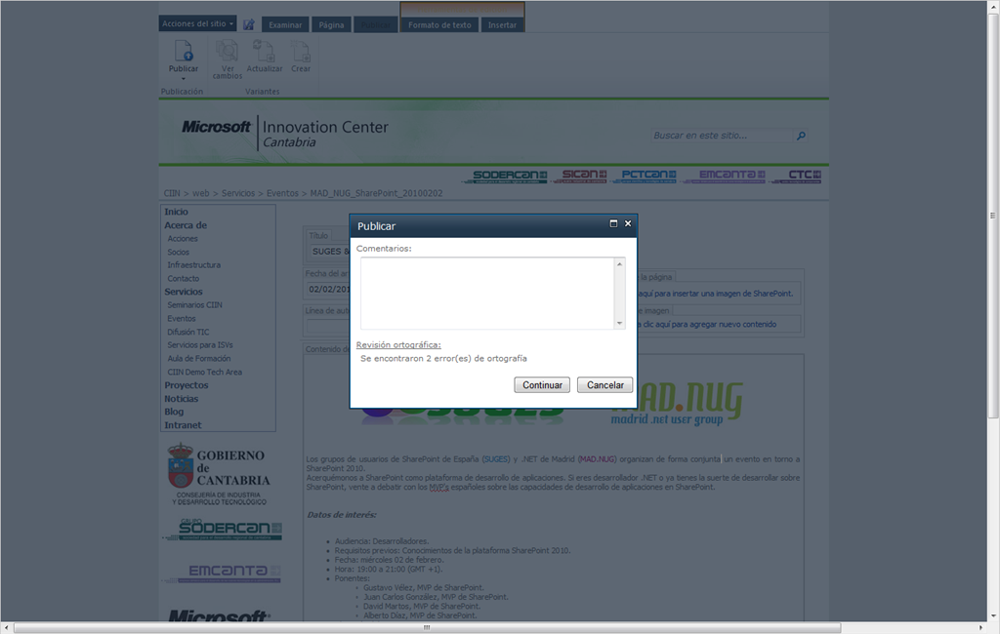 Acciones del sitio
Examinar
Página
Formato de texto
Insertar
Publicar
Ver cambios
Actualizar
Crear
Publicación
Variantes
Microsoft Innovation Center
Cantabria
Buscar en este sitio...
SODERCAN
SICAN
PCTCAN
EMCANTA
CTC
CIIN > web > Servicios > Eventos > MAD_NUG_SharePoint_20100202
Inicio
Acerca de
Acciones
Socios
Infraestructura
Contacto
Servicios
Seminarios CIIN
Eventos
Difusión TIC
Servicios para ISVs
Aula de Formación
CIIN Demo Tech Area
Proyectos
Noticias
Blog
Intranet
GOBIERNO
de
CANTABRIA
CONSEJERÍA DE INDUSTRIA
Y DESARROLLO TECNOLÓGICO
GRUPO
SODERCAN
EMCANTA
Microsoft
Título
SUGES &
Fecha del ar
02/02/201
Línea de auto
Contenido de
la página
aquí para insertar una imagen de SharePoint.
e imagen
a clic aquí para agregar nuevo contenido
Publicar
Comentarios:
Revisión ortográfica:
Se encontraron 2 error(es) de ortografía
Continuar
Cancelar
SUGES
MAD.NUG
madrid .net user group
Los grupos de usuarios de SharePoint de España (SUGES) y .NET de Madrid (MAD.NUG) organizan de forma conjunta un evento en torno a
SharePoint 2010.
Acerquémonos a SharePoint como plataforma de desarrollo de aplicaciones. Si eres desarrollador .NET o ya tienes la suerte de desarrollar sobre
SharePoint, vente a debatir con los MVP's españoles sobre las capacidades de desarrollo de aplicaciones en SharePoint.
Datos de interés:
Audiencia: Desarrolladores.
Requisitos previos: Conocimientos de la plataforma SharePoint 2010.
Fecha: miércoles 02 de febrero.
Hora: 19:00 a 21:00 (GMT +1).
Ponentes:
Gustavo Vélez, MVP de SharePoint.
Juan Carlos González, MVP de SharePoint.
David Martos, MVP de SharePoint.
Alberto Díaz, MVP de SharePoint.